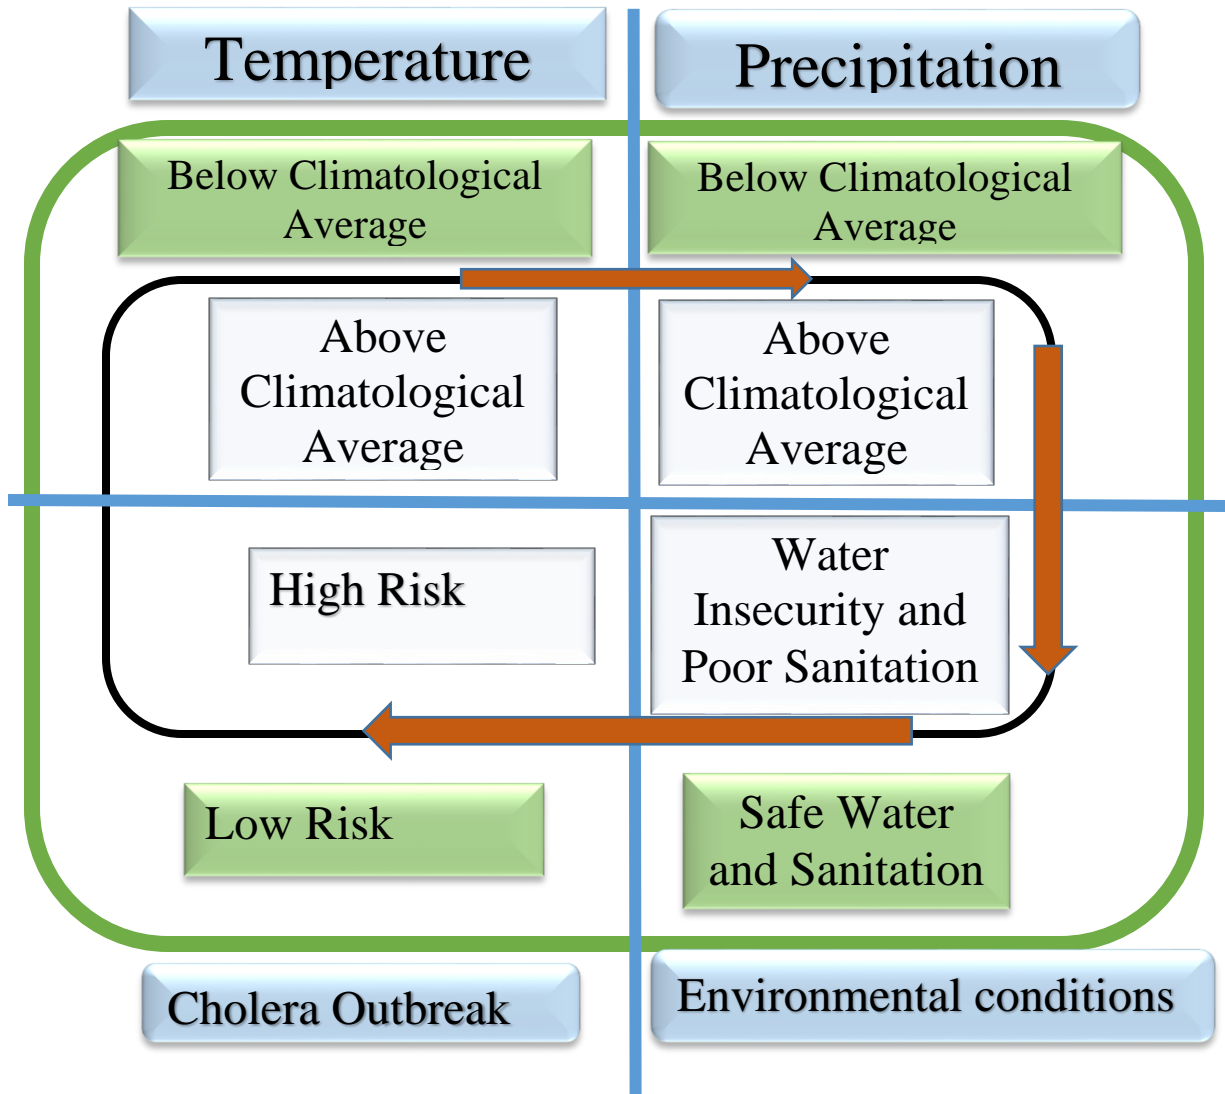 Temperature
Precipitation
Below Climatological
Average
Below Climatological
Average
Above
Climatological
Average
Above
Climatological
Average
High Risk
Water
Insecurity and
Poor Sanitation
Low Risk
Safe Water
and Sanitation
Cholera Outbreak
Environmental conditions